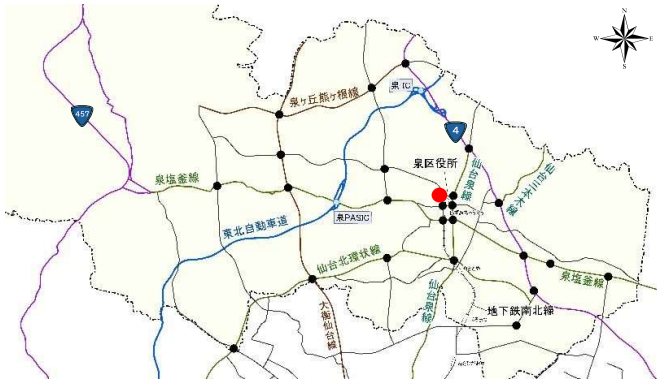 N
W
E
S
泉IC
泉ヶ丘熊ヶ根線
457
4
泉区役所
仙台泉線
仙台三本木線
泉塩釜線
泉PASIC
東北自動車道
仙台北環状線
泉塩釜線
大衡仙台線
仙台泉線
地下鉄南北線